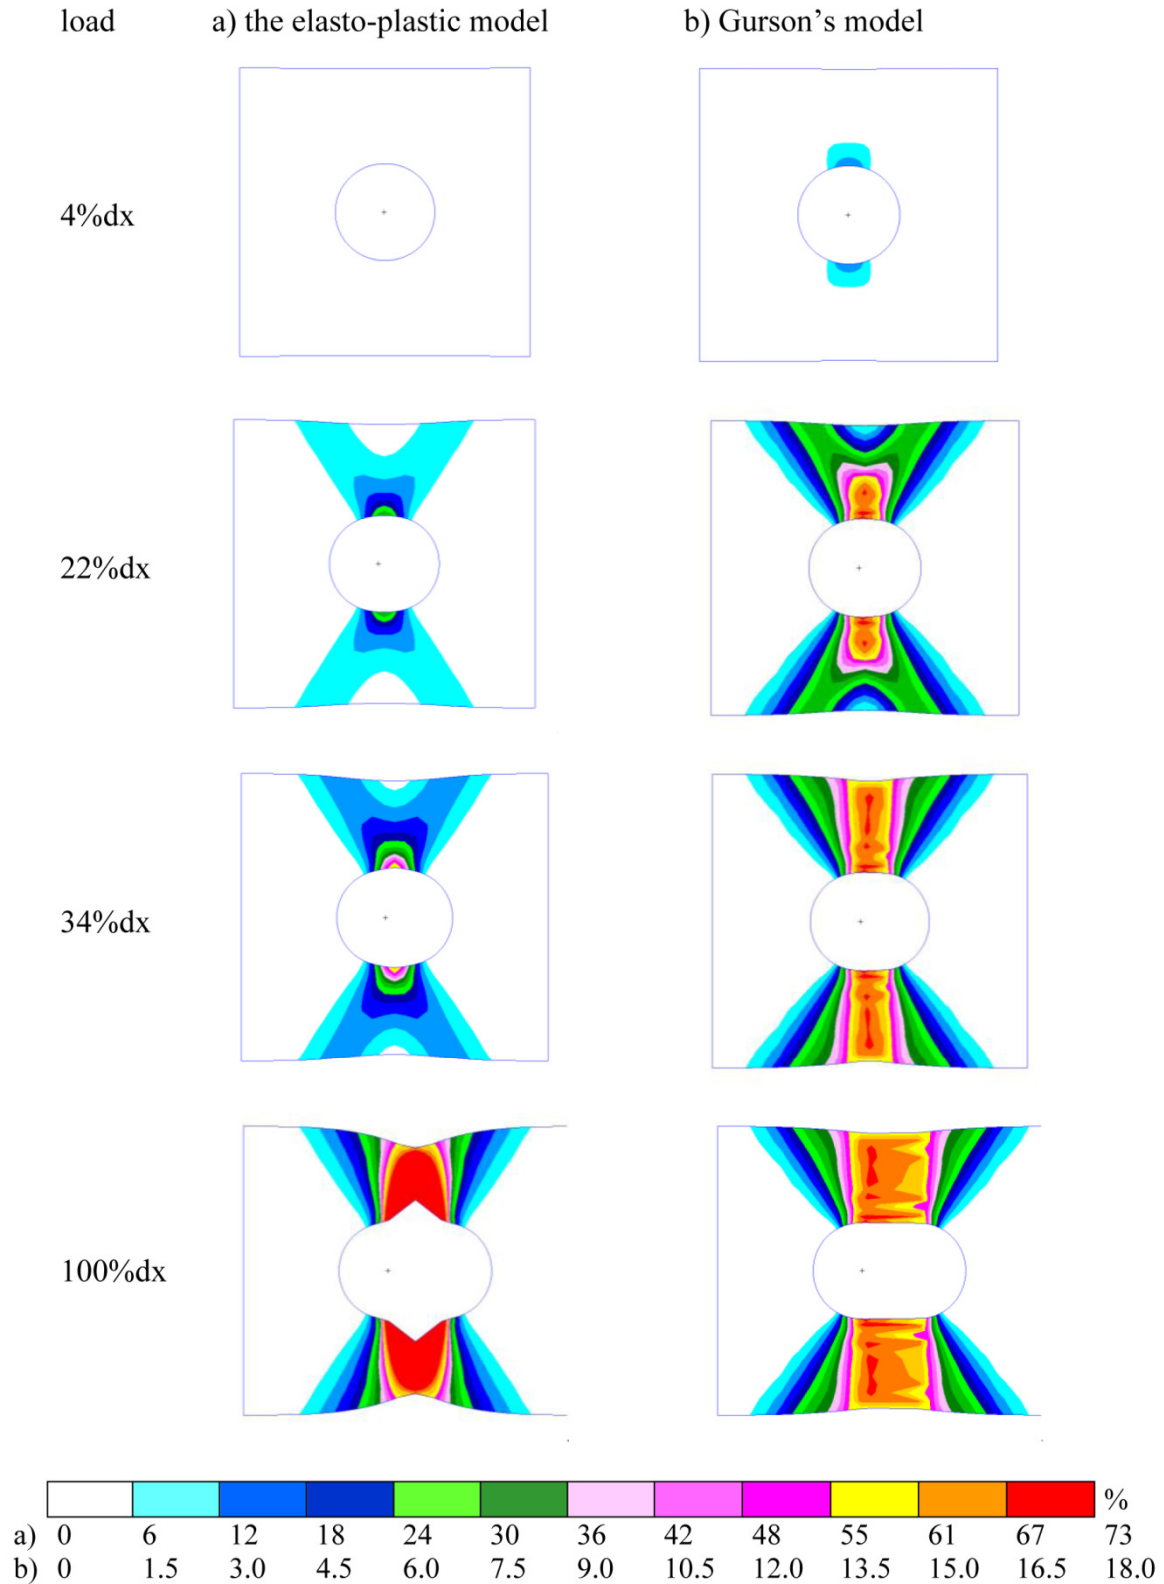 load a) the elasto-plastic model b) Gurson’s model
4%dx
22%dx
34%dx
100%dx
%
a) 0 6 12 18 24 30 36 42 48 55 61 67 73
b) 0 1.5 3.0 4.5 6.0 7.5 9.0 10.5 12.0 13.5 15.0 16.5 18.0